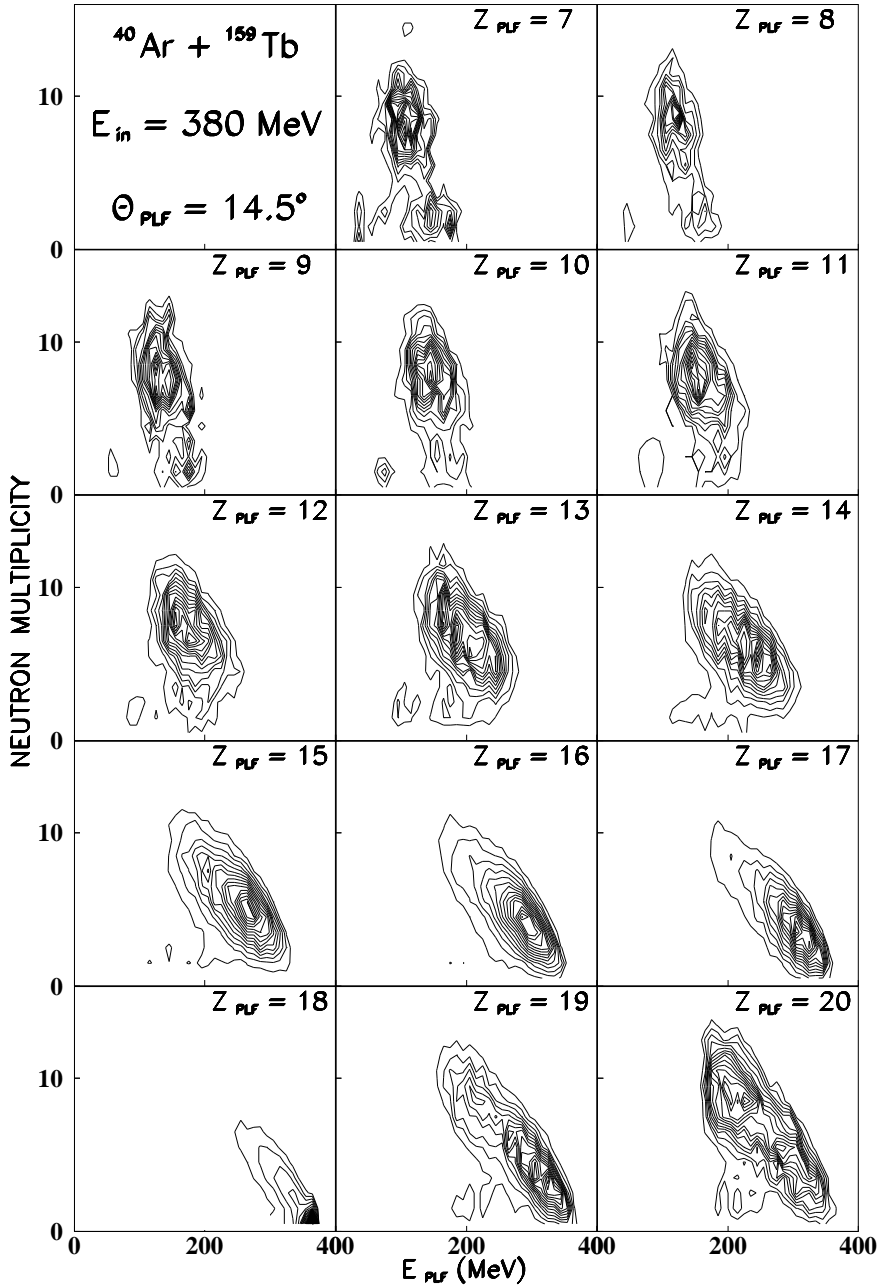 ⁴⁰Ar + ¹⁵⁹Tb
E in = 380 MeV
Θ PLF = 14.5°
Z PLF = 7
Z PLF = 8
10
0
Z PLF = 9
Z PLF = 10
Z PLF = 11
10
0
Z PLF = 12
Z PLF = 13
Z PLF = 14
10
0
Z PLF = 15
Z PLF = 16
Z PLF = 17
10
0
Z PLF = 18
Z PLF = 19
Z PLF = 20
10
0
0 200 400 200 400 200 400
NEUTRON MULTIPLICITY
E PLF (MeV)